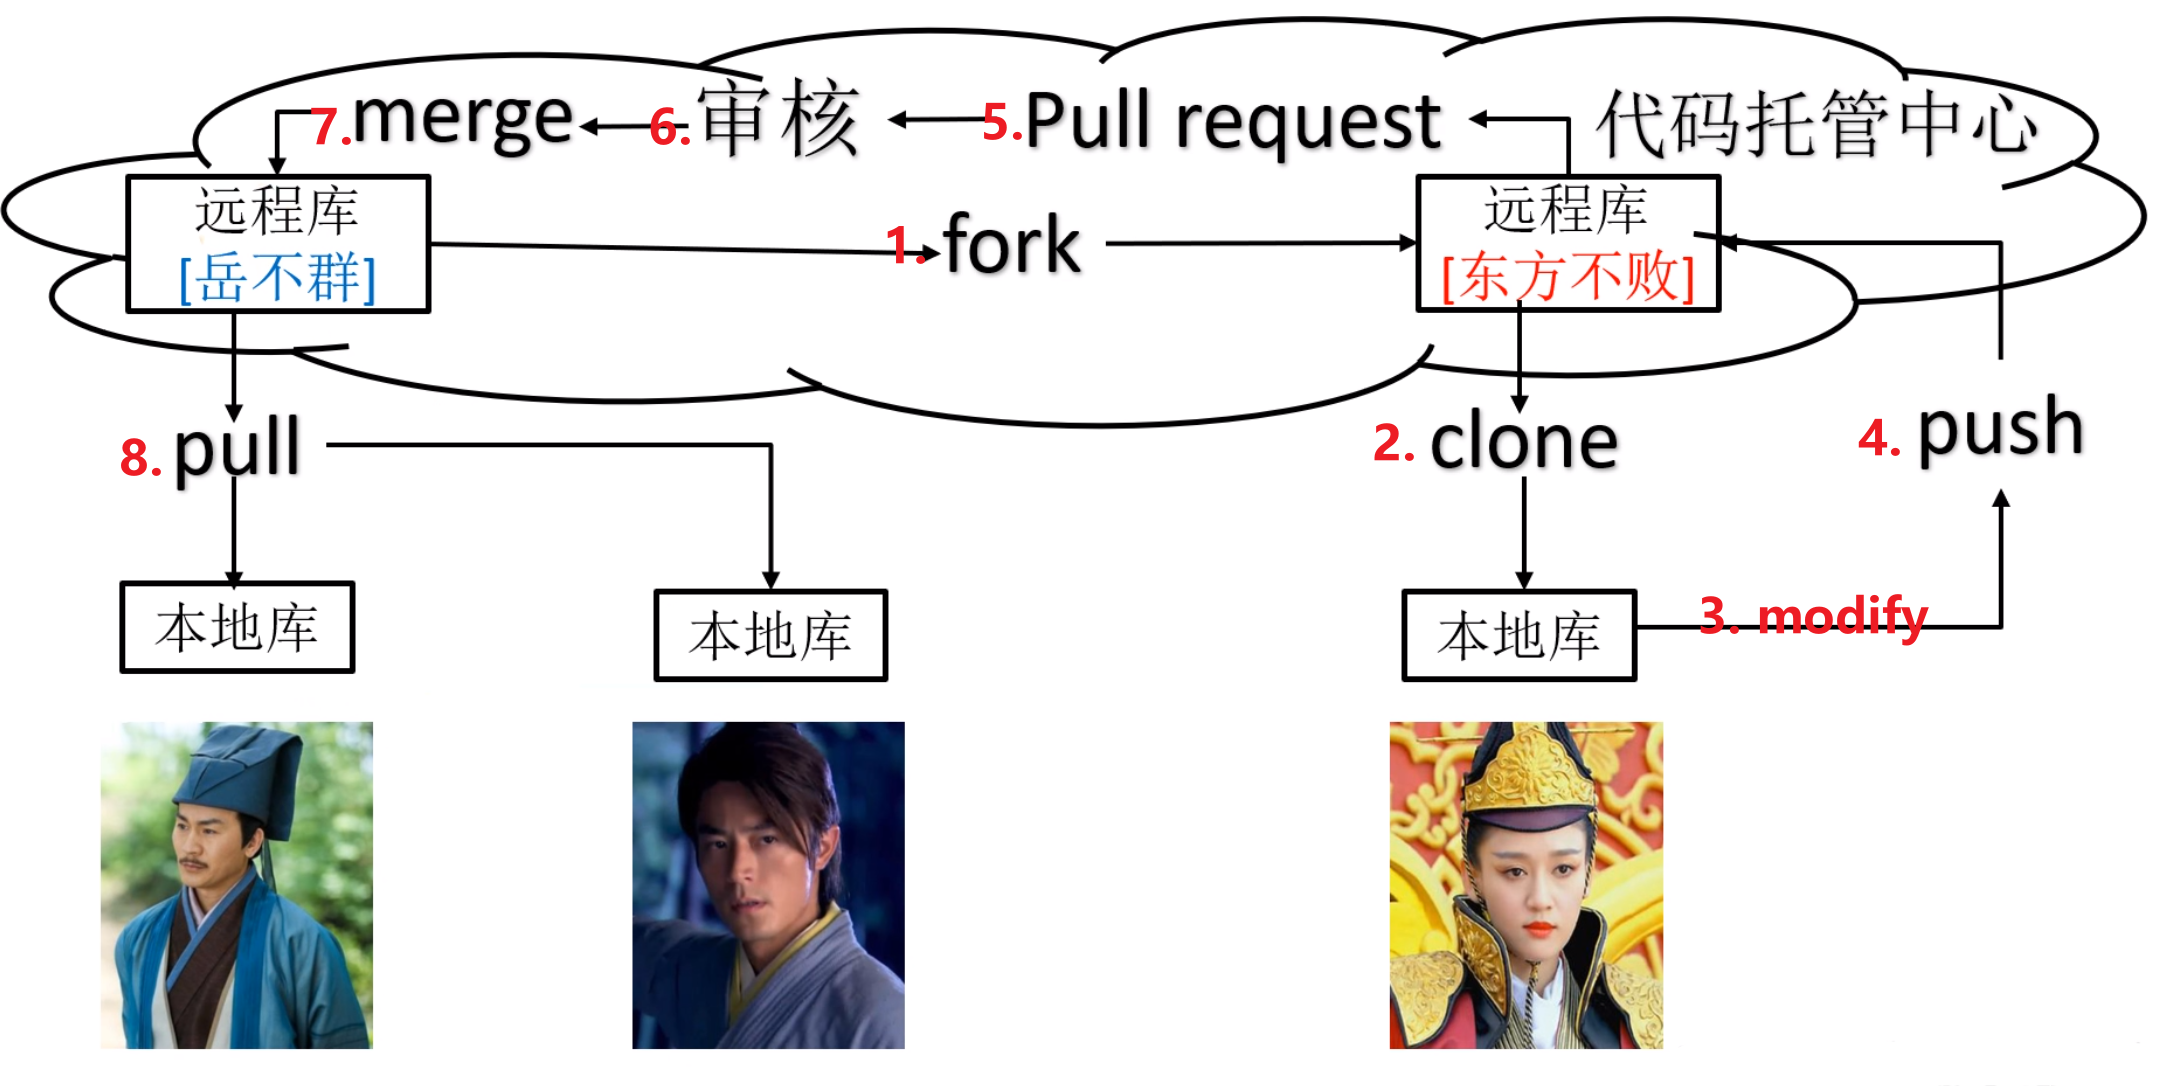 7.merge
6.审核
5.Pull request
代码托管中心
远程库
[岳不群]
1.fork
远程库
[东方不败]
8. pull
2. clone
4. push
本地库
本地库
本地库
3. modify